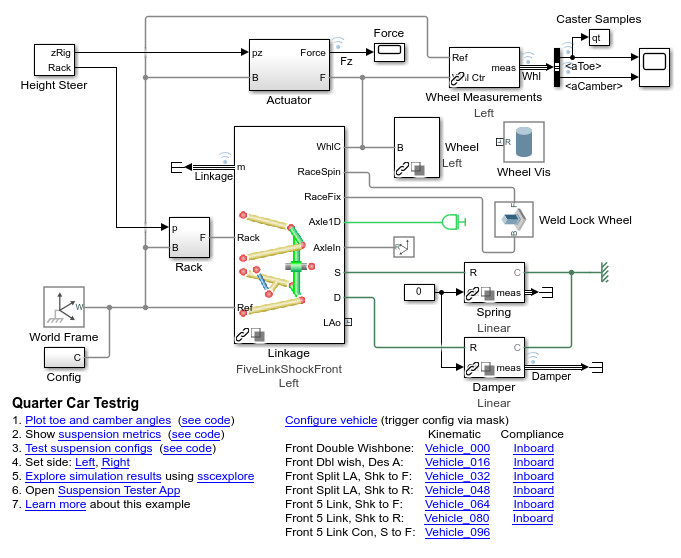 Caster Samples
Force
qt
zRig
Rack
Height Steer
pz
B
Force
F
Actuator
Fz
Ref
Whl Ctr
meas
Whl
<aToe>
<aCamber>
Wheel Measurements
Left
m
Linkage
WhlC
RaceSpin
RaceFix
Axle1D
AxleIn
S
D
LAo
Rack
Ref
Linkage
FiveLinkShockFront
Left
B
Wheel
Left
R
Wheel Vis
F
B
Weld Lock Wheel
R
p
B
F
Rack
W
World Frame
C
Config
0
R
C
meas
Spring
Linear
R
C
meas
Damper
Damper
Linear
Quarter Car Testrig
1. Plot toe and camber angles (see code)
2. Show suspension metrics (see code)
3. Test suspension configs (see code)
4. Set side: Left, Right
5. Explore simulation results using sscexplore
6. Open Suspension Tester App
7. Learn more about this example
Configure vehicle (trigger config via mask)
Kinematic Compliance
Front Double Wishbone: Vehicle_000 Inboard
Front Dbl wish, Des A: Vehicle_016 Inboard
Front Split LA, Shk to F: Vehicle_032 Inboard
Front Split LA, Shk to R: Vehicle_048 Inboard
Front 5 Link, Shk to F: Vehicle_064 Inboard
Front 5 Link, Shk to R: Vehicle_080 Inboard
Front 5 Link Con, S to F: Vehicle_096